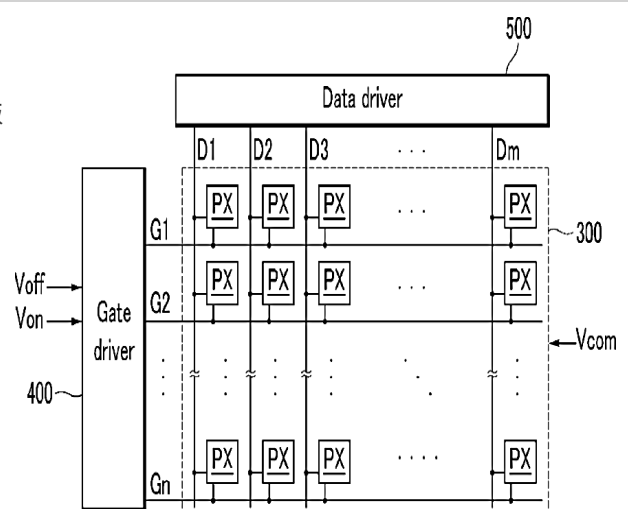 500
Data driver
D1 D2 D3 · · · Dm
PX PX PX · · · PX
G1
300
PX PX PX · · · PX
Voff
G2
Von
Gate
driver
Vcom
400
PX PX PX · · · · PX
Gn